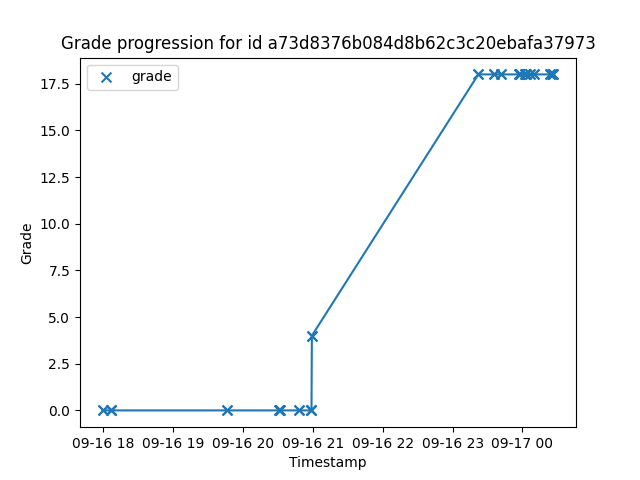 Grade progression for id a73d8376b084d8b62c3c20ebafa37973
grade
17.5
15.0
12.5
10.0
7.5
5.0
2.5
0.0
Grade
09-16 18 09-16 19 09-16 20 09-16 21 09-16 22 09-16 23 09-17 00
Timestamp